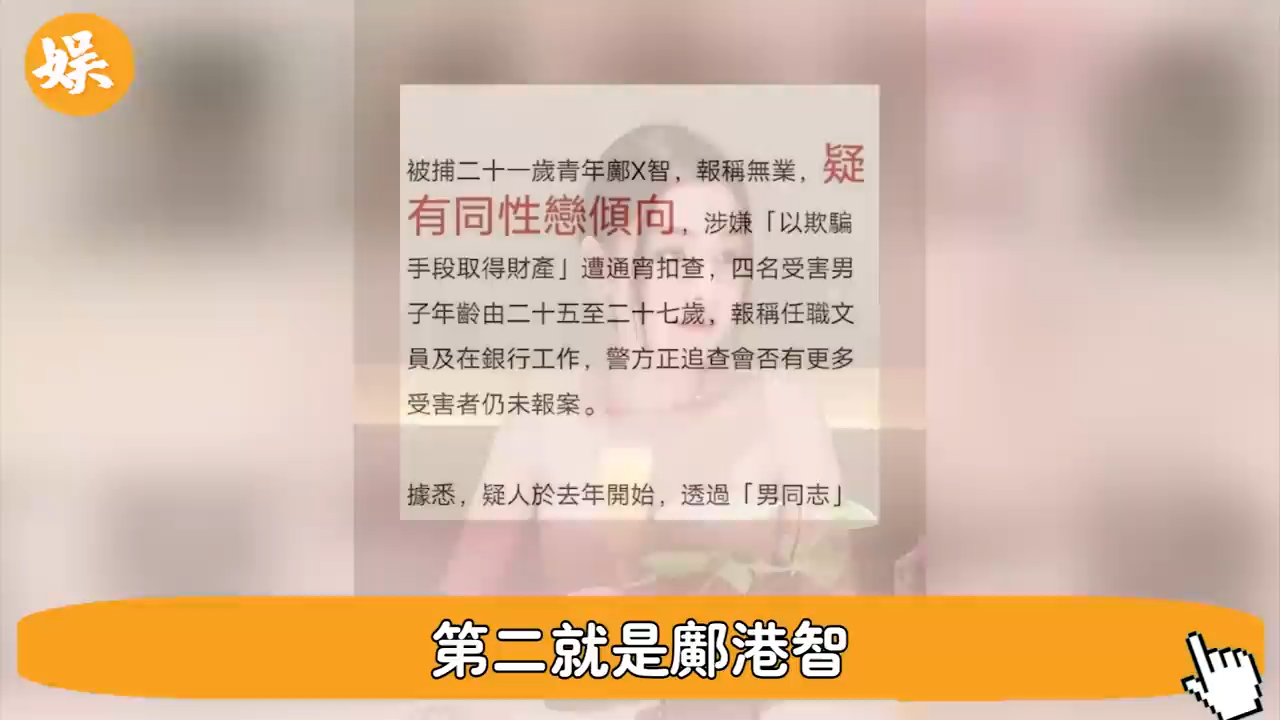 娱
被捕二十一歲青年鄺X智，報稱無業，疑
有同性戀傾向，涉嫌「以欺騙
手段取得財產」遭通宵扣查，四名受害男
子年齡由二十五至二十七歲，報稱任職文
員及在銀行工作，警方正追查會否有更多
受害者仍未報案。
據悉，疑人於去年開始，透過「男同志」
第二就是鄺港智